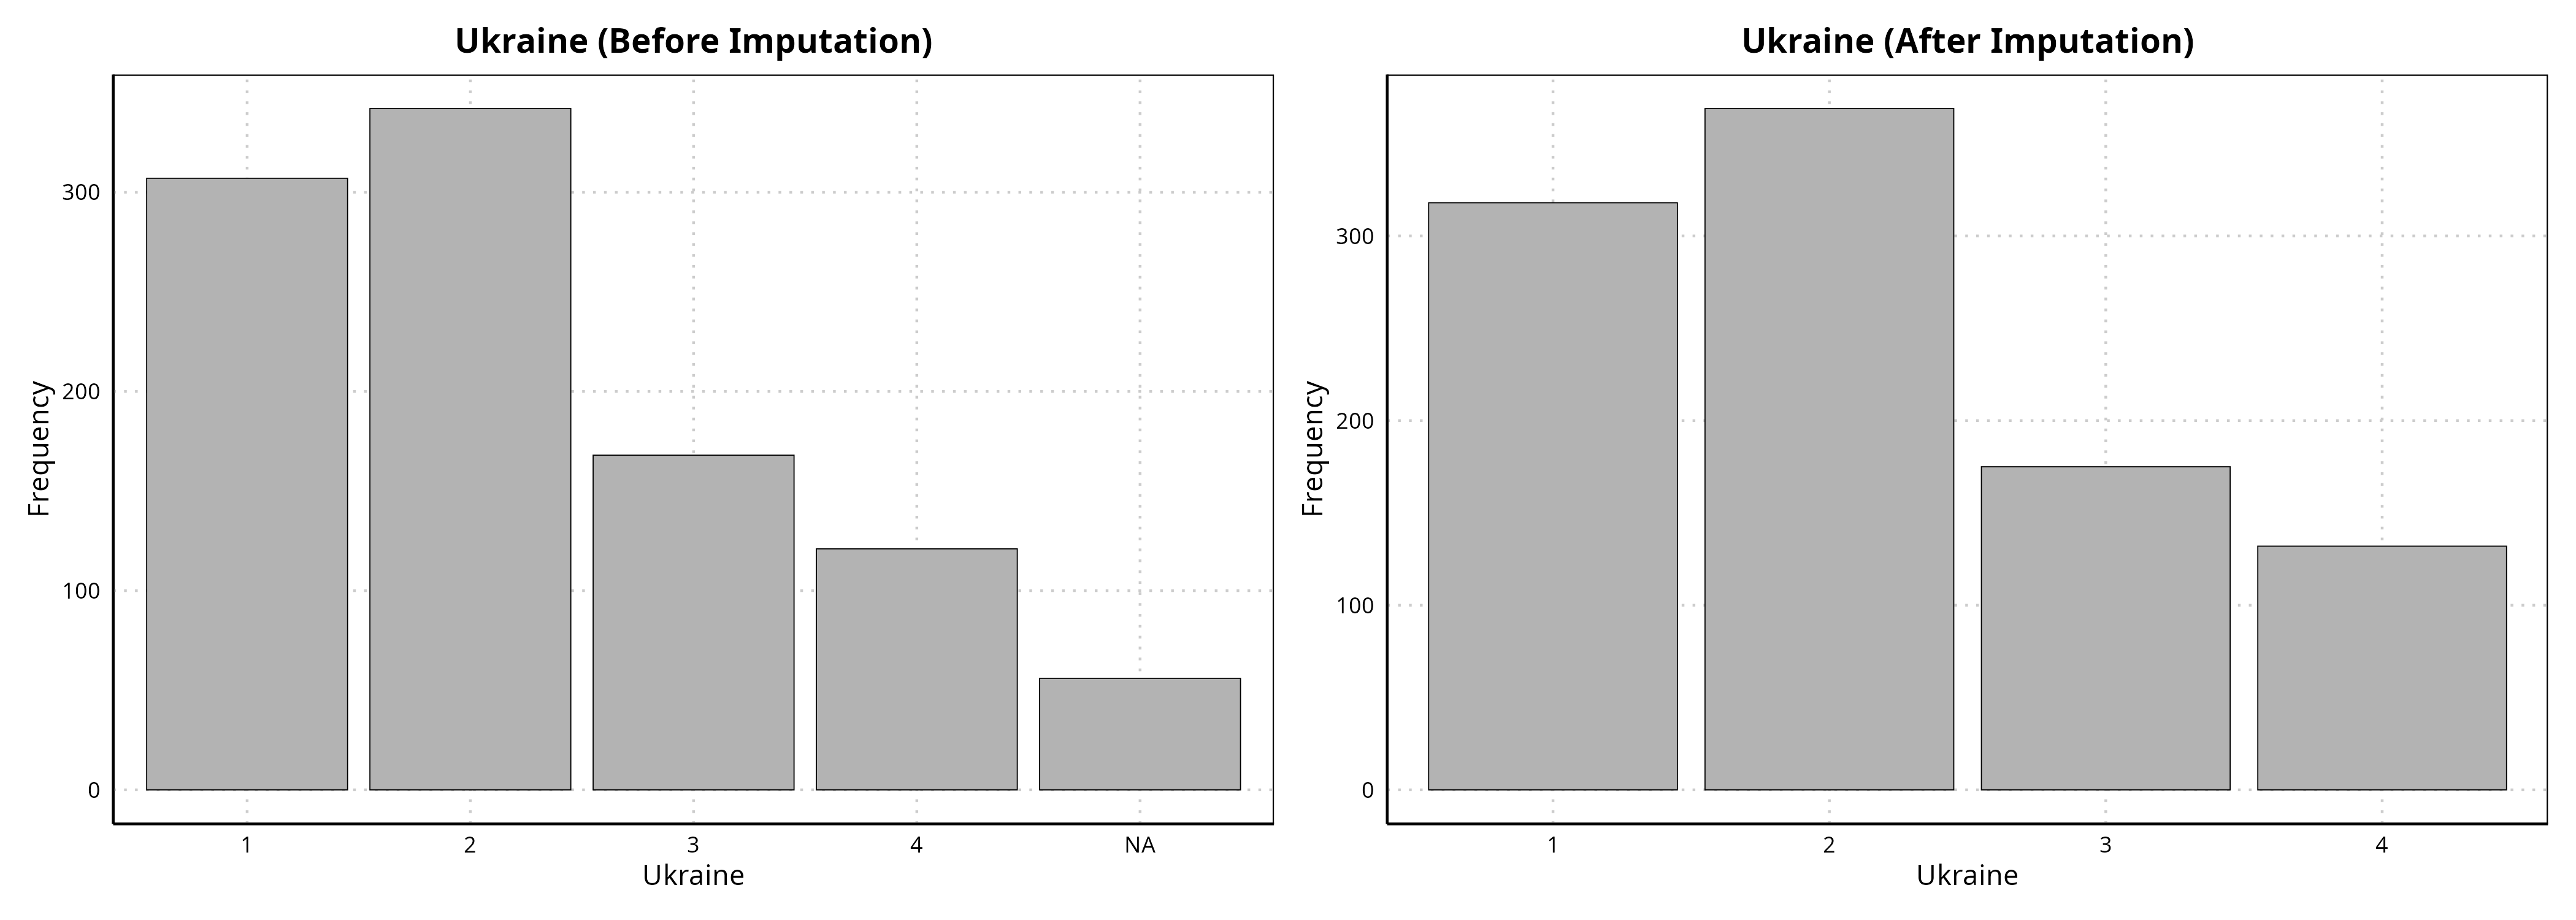 Ukraine (Before Imputation)
Frequency
300
200
100
0
1 2 3 4 NA
Ukraine
Ukraine (After Imputation)
Frequency
300
200
100
0
1 2 3 4
Ukraine